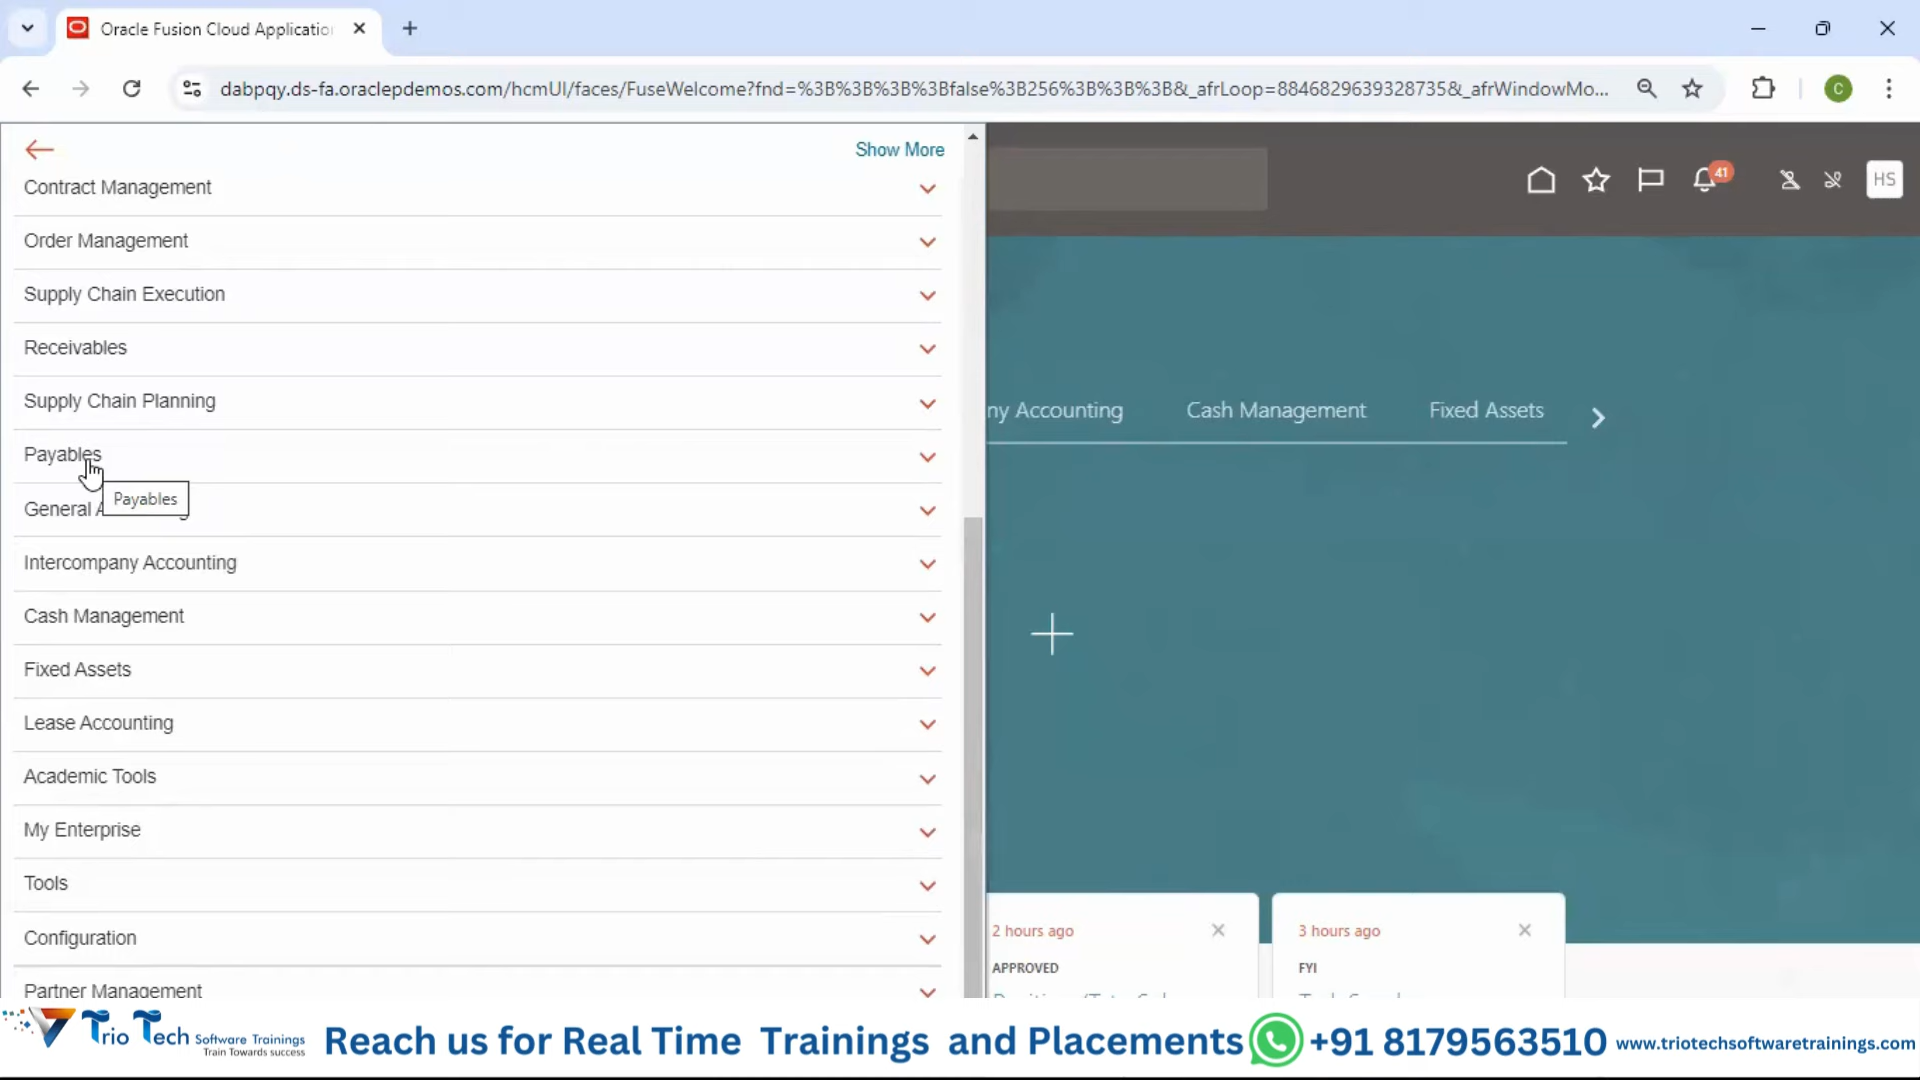 Oracle Fusion Cloud Applicatio
dabpqy.ds-fa.oraclepdemos.com/hcmUI/faces/FuseWelcome?fnd=%3B%3B%3B%3Bfalse%3B256%3B%3B%3B&_afrLoop=8846829639328735&_afrWindowMo...
C
Show More
Contract Management
Order Management
Supply Chain Execution
Receivables
Supply Chain Planning
Payables
Payables
General A
Intercompany Accounting
Cash Management
Fixed Assets
Lease Accounting
Academic Tools
My Enterprise
Tools
Configuration
Partner Management
41
HS
ny Accounting
Cash Management
Fixed Assets
2 hours ago
APPROVED
3 hours ago
FYI
Trio Tech Software Trainings
Train Towards success
Reach us for Real Time Trainings and Placements +91 8179563510 www.triotechsoftwaretrainings.com